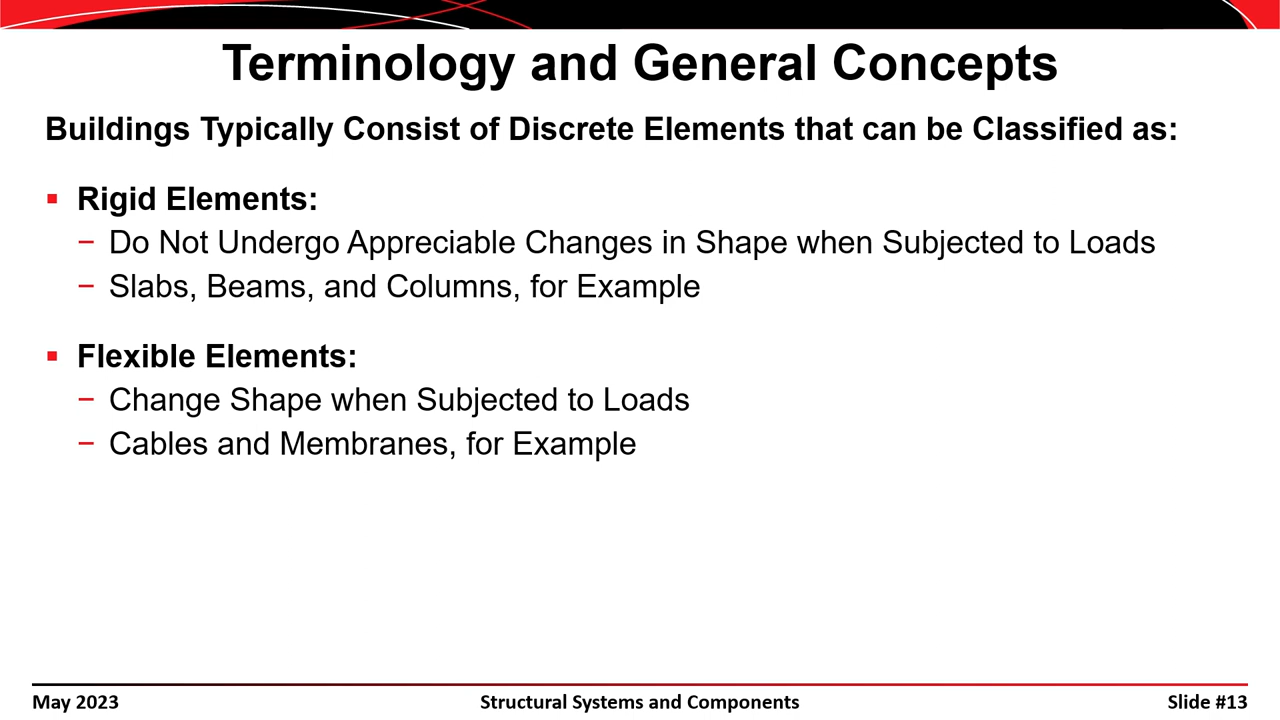 Terminology and General Concepts
Buildings Typically Consist of Discrete Elements that can be Classified as:
▪ Rigid Elements:
− Do Not Undergo Appreciable Changes in Shape when Subjected to Loads
− Slabs, Beams, and Columns, for Example
▪ Flexible Elements:
− Change Shape when Subjected to Loads
− Cables and Membranes, for Example
May 2023
Structural Systems and Components
Slide #13